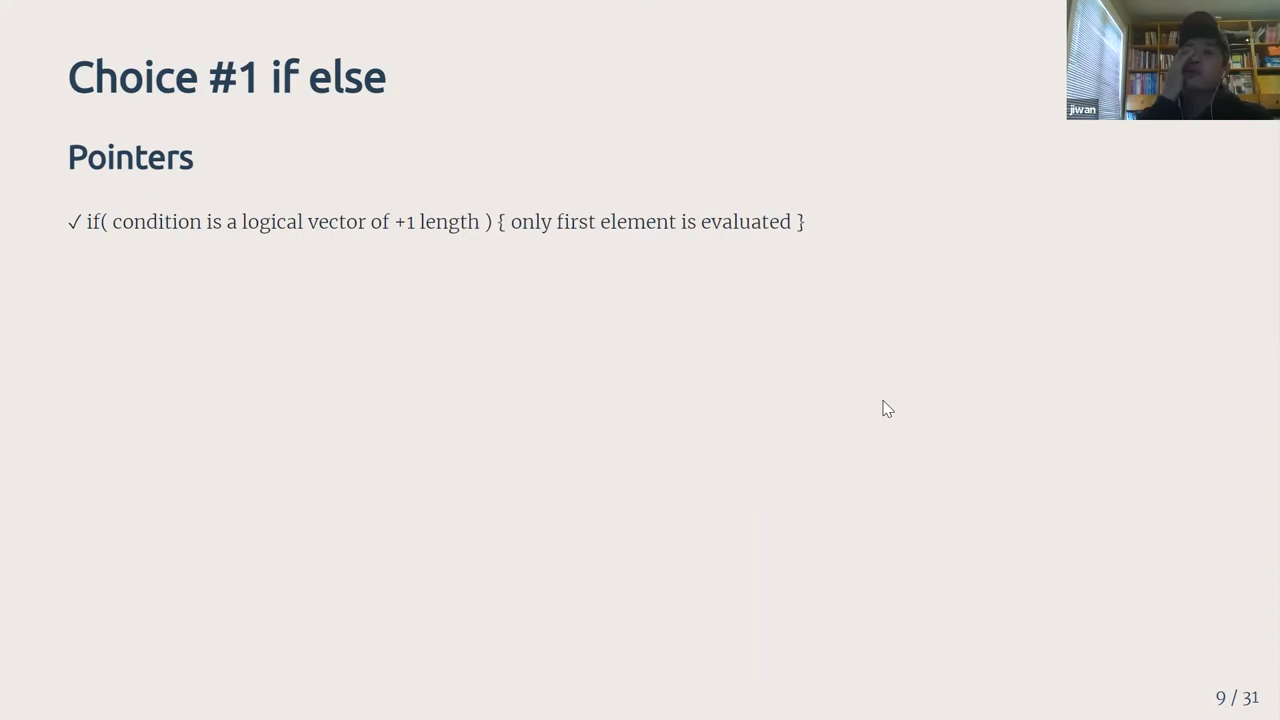 Choice #1 if else
jiwan
Pointers
✓ if( condition is a logical vector of +1 length ) { only first element is evaluated }
9 / 31